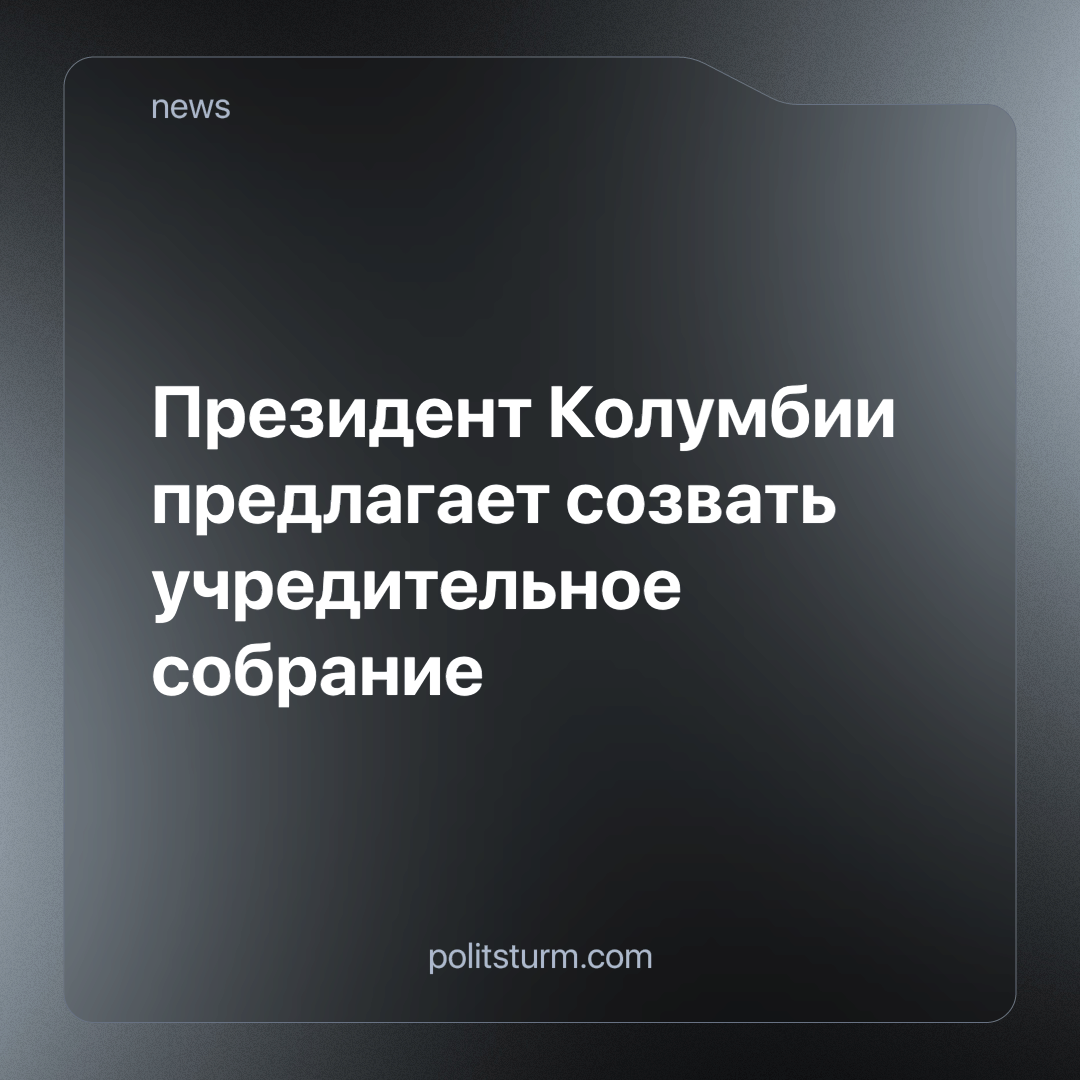 news
Президент Колумбии
предлагает созвать
учредительное
собрание
politsturm.com